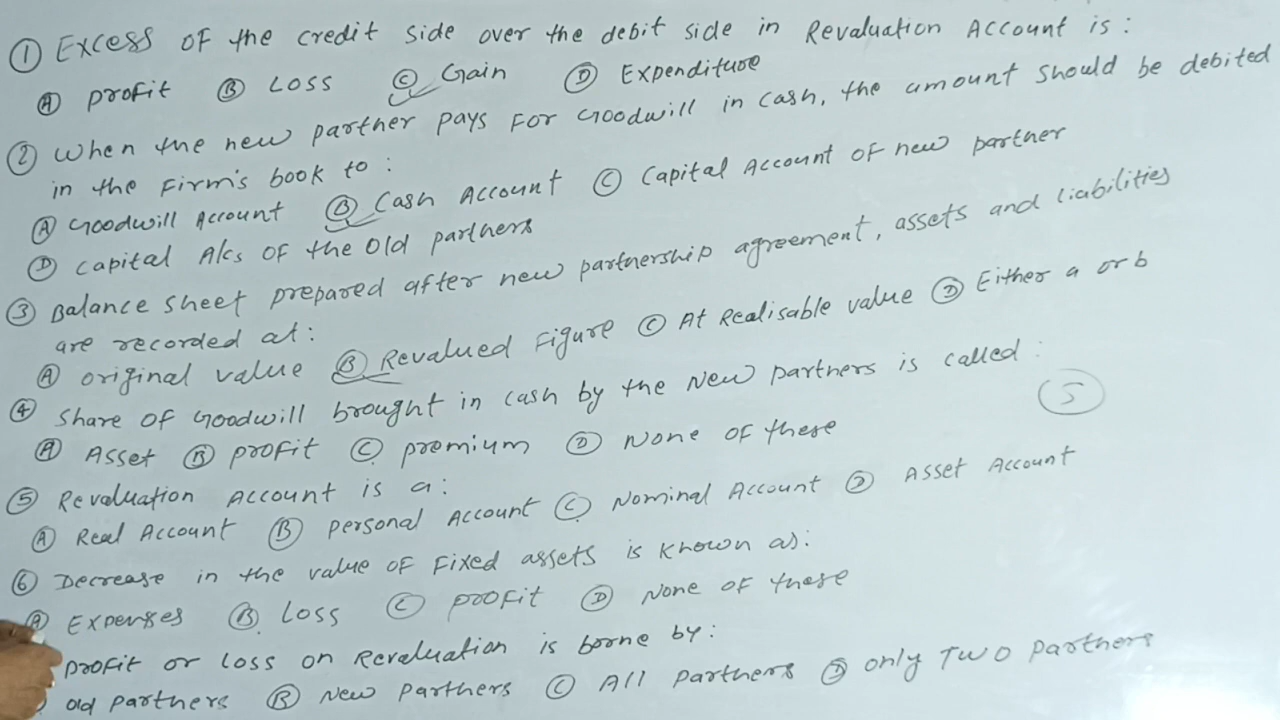 ① Excess of the credit side over the debit side in Revaluation Account is :
Ⓐ Profit Ⓑ Loss Ⓒ Gain Ⓓ Expenditure
② When the new partner pays for Goodwill in cash, the amount should be debited
in the Firm's book to :
Ⓐ Goodwill Account Ⓑ Cash Account Ⓒ Capital Account of new partner
Ⓓ Capital A/cs of the Old partners
③ Balance sheet prepared after new partnership agreement, assets and liabilities
are recorded at :
Ⓐ original value Ⓑ Revalued Figure Ⓒ At Realisable value Ⓓ Either a or b
④ Share of Goodwill brought in cash by the New partners is called :
Ⓐ Asset Ⓑ profit Ⓒ premium Ⓓ None of these
5
⑤ Revaluation Account is a :
Ⓐ Real Account Ⓑ Personal Account Ⓒ Nominal Account Ⓓ Asset Account
⑥ Decrease in the value of Fixed assets is known as :
Ⓐ Expenses Ⓑ Loss Ⓒ profit Ⓓ None of these
Profit or Loss on Revaluation is borne by :
old partners Ⓑ New partners Ⓒ All partners Ⓓ only Two partners